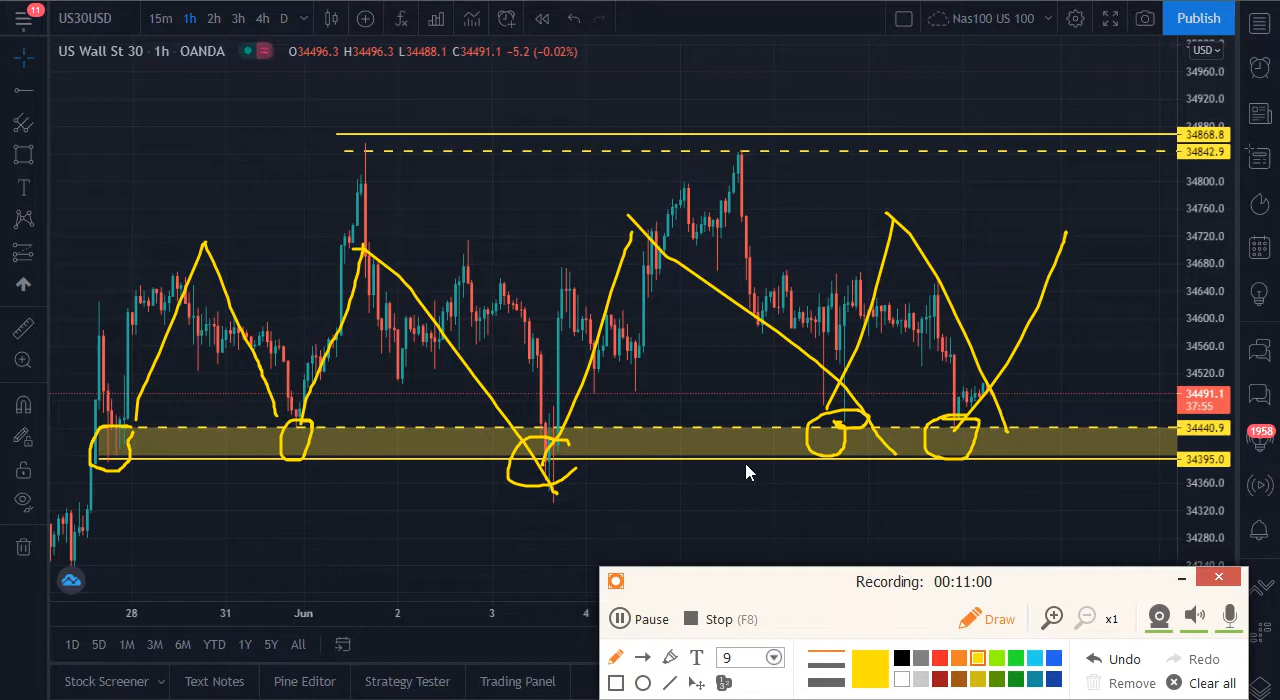 11
US30USD 15m 1h 2h 3h 4h D Nas100 US 100 Publish
US Wall St 30 · 1h · OANDA O34496.3 H34496.3 L34488.1 C34491.1 −5.2 (−0.02%)
USD
34960.0
34920.0
34868.8
34842.9
34800.0
34760.0
34720.0
34680.0
34640.0
34600.0
34560.0
34520.0
34491.1
37:55
34440.9
34395.0
34360.0
34320.0
34280.0
1958
28 31 Jun 2 3 4
1D 5D 1M 3M 6M YTD 1Y 5Y All
Stock Screener Text Notes Pine Editor Strategy Tester Trading Panel
Recording: 00:11:00
Pause Stop (F8) Draw x1
T 9 Undo Redo
Remove Clear all